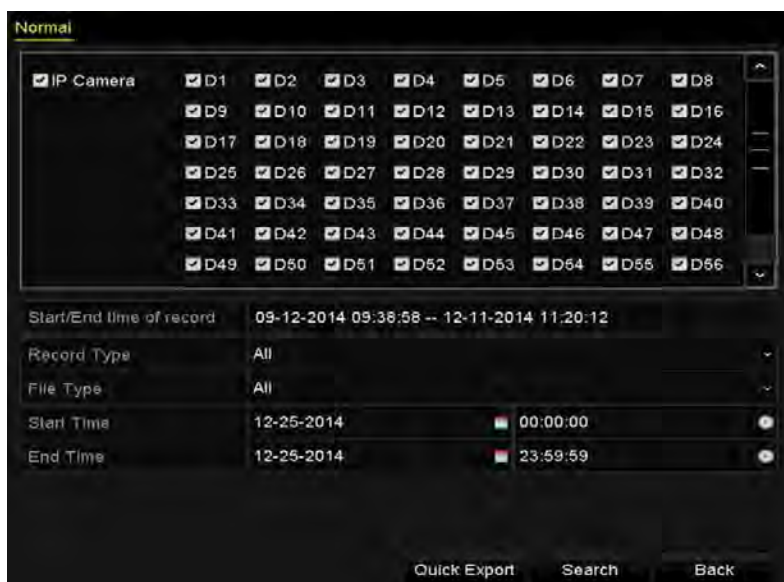 Normal
IP Camera D1 D2 D3 D4 D5 D6 D7 D8
D9 D10 D11 D12 D13 D14 D15 D16
D17 D18 D19 D20 D21 D22 D23 D24
D25 D26 D27 D28 D29 D30 D31 D32
D33 D34 D35 D36 D37 D38 D39 D40
D41 D42 D43 D44 D45 D46 D47 D48
D49 D50 D51 D52 D53 D54 D55 D56
Start/End time of record 09-12-2014 09:38:58 -- 12-11-2014 11:20:12
Record Type All
File Type All
Start Time 12-25-2014 00:00:00
End Time 12-25-2014 23:59:59
Quick Export Search Back